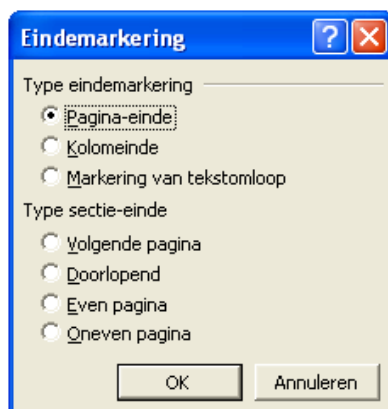 Eindemarkering
Type eindemarkering
Pagina-einde
Kolomeinde
Markering van tekstomloop
Type sectie-einde
Volgende pagina
Doorlopend
Even pagina
Oneven pagina
OK Annuleren